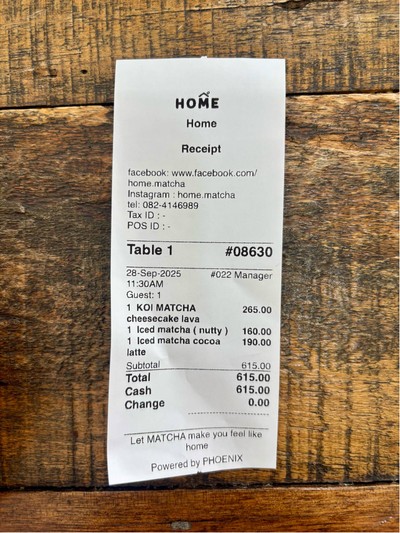 HOME
Home
Receipt
facebook: www.facebook.com/
home.matcha
Instagram : home.matcha
tel: 082-4146989
Tax ID : -
POS ID : -
Table 1 #08630
28-Sep-2025 #022 Manager
11:30AM
Guest: 1
1 KOI MATCHA 265.00
cheesecake lava
1 Iced matcha ( nutty ) 160.00
1 Iced matcha cocoa 190.00
latte
Subtotal 615.00
Total 615.00
Cash 615.00
Change 0.00
Let MATCHA make you feel like
home
Powered by PHOENIX